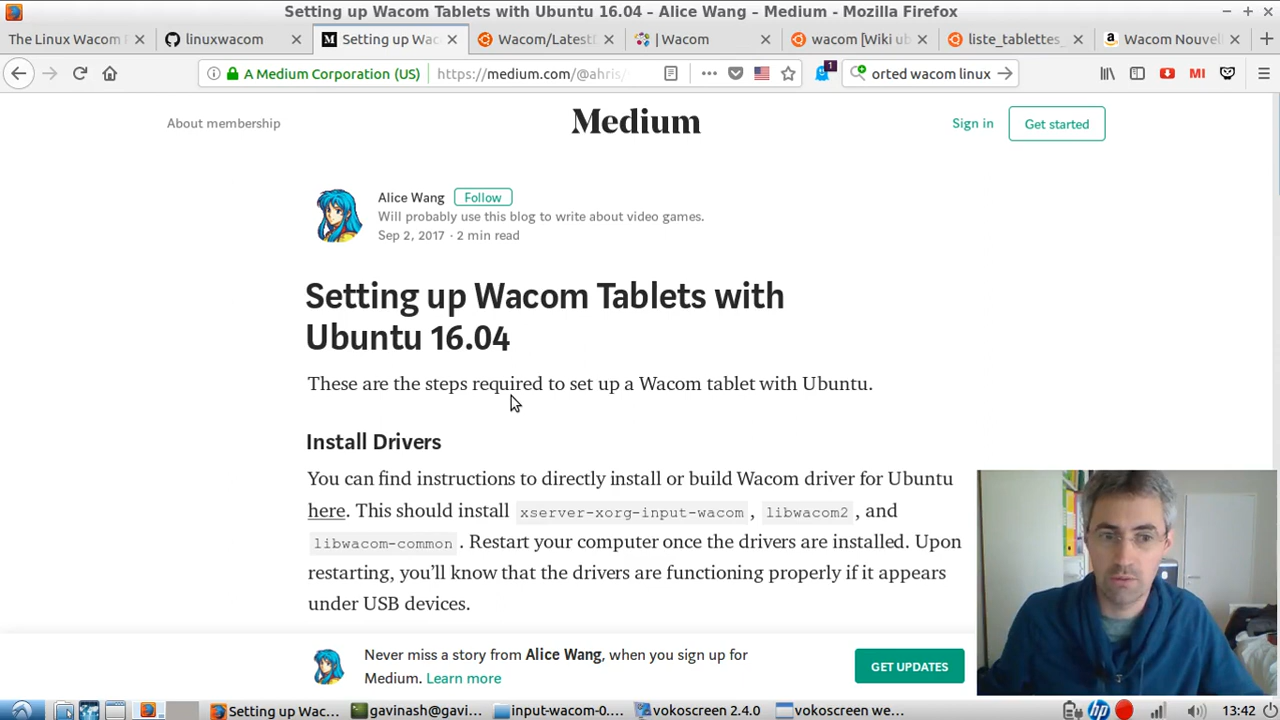 Setting up Wacom Tablets with Ubuntu 16.04 – Alice Wang – Medium - Mozilla Firefox
The Linux Wacom P
linuxwacom
Setting up Wac
Wacom/LatestD
| Wacom
wacom [Wiki ub
liste_tablettes_
Wacom Nouvell
A Medium Corporation (US)
https://medium.com/@ahris/
orted wacom linux
1
MI
About membership
Medium
Sign in
Get started
Alice Wang
Follow
Will probably use this blog to write about video games.
Sep 2, 2017 · 2 min read
Setting up Wacom Tablets with
Ubuntu 16.04
These are the steps required to set up a Wacom tablet with Ubuntu.
Install Drivers
You can find instructions to directly install or build Wacom driver for Ubuntu
here. This should install xserver-xorg-input-wacom, libwacom2, and
libwacom-common. Restart your computer once the drivers are installed. Upon
restarting, you’ll know that the drivers are functioning properly if it appears
under USB devices.
Never miss a story from Alice Wang, when you sign up for
Medium. Learn more
GET UPDATES
Setting up Wac...
gavinash@gavi...
input-wacom-0....
vokoscreen 2.4.0
vokoscreen we...
hp
13:42